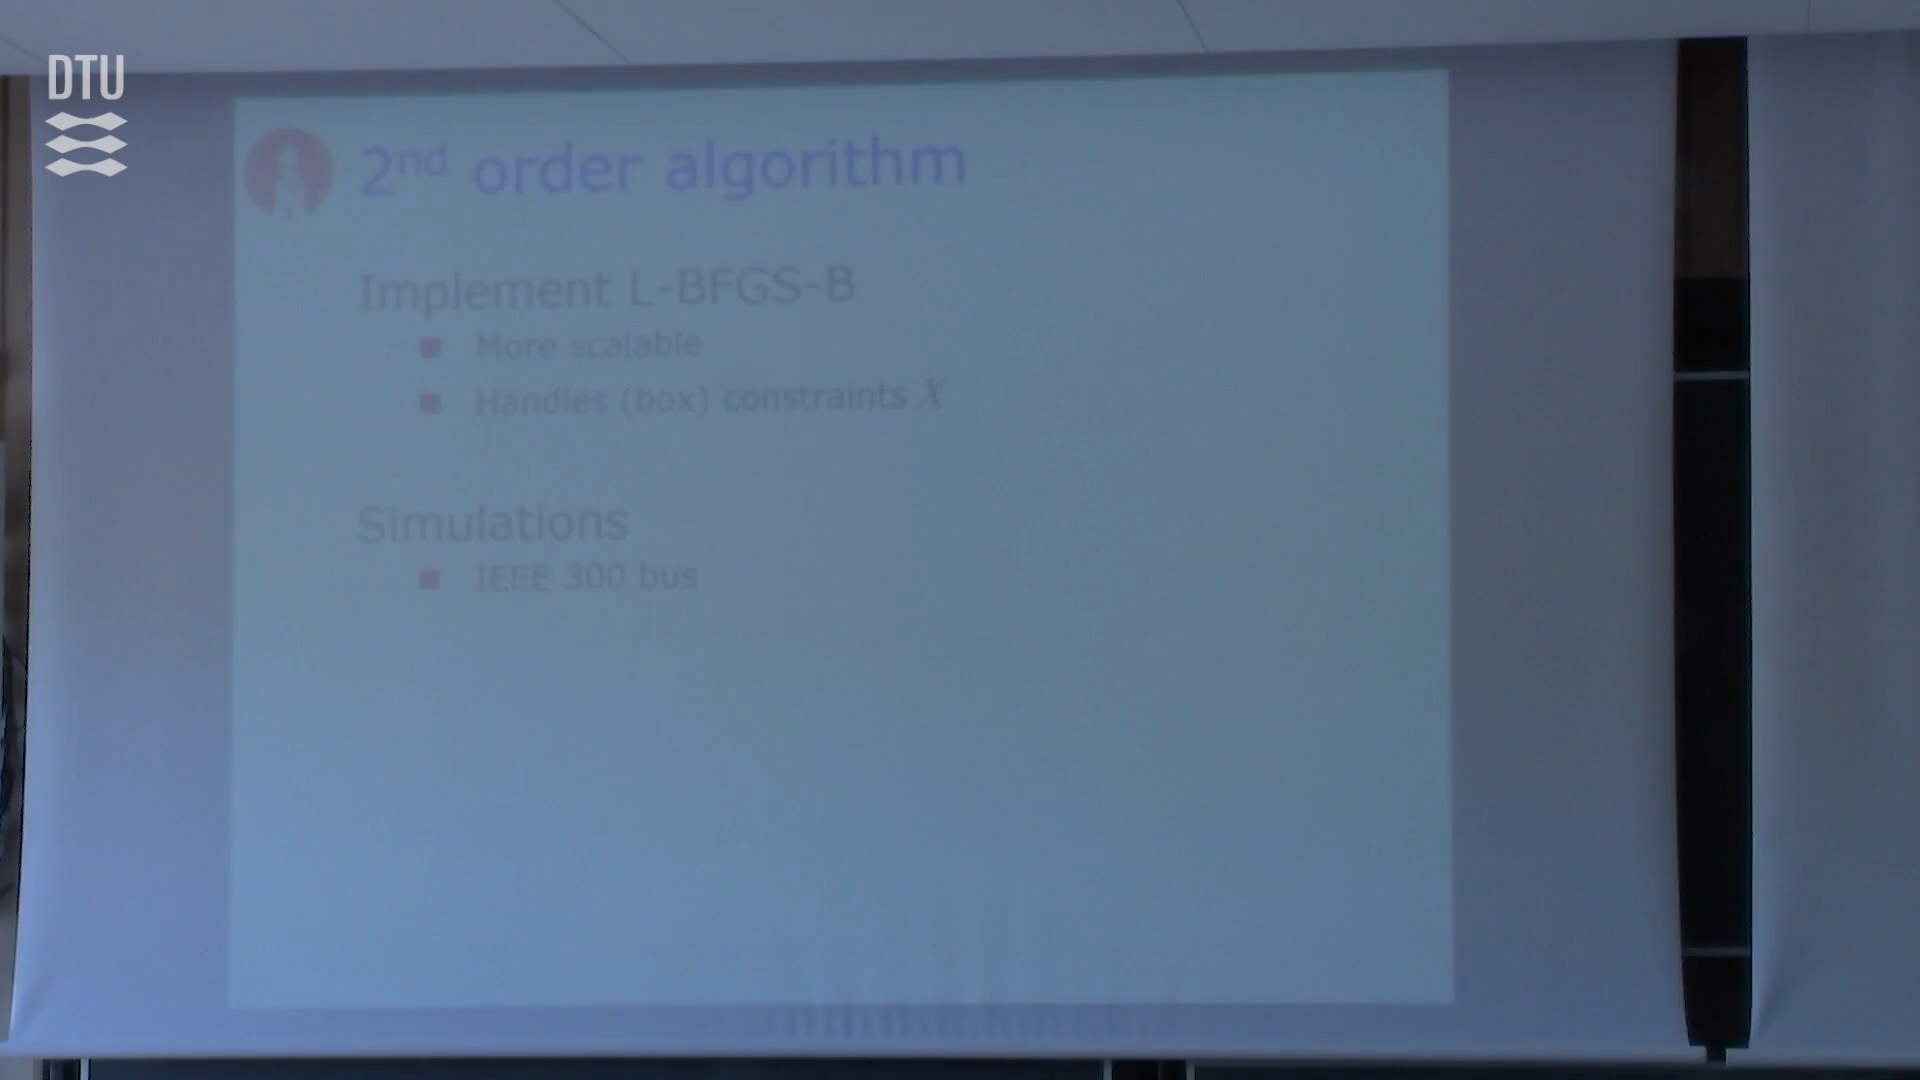 DTU
2nd order algorithm
Implement L-BFGS-B
More scalable
Handles (box) constraints X
Simulations
IEEE 300 bus